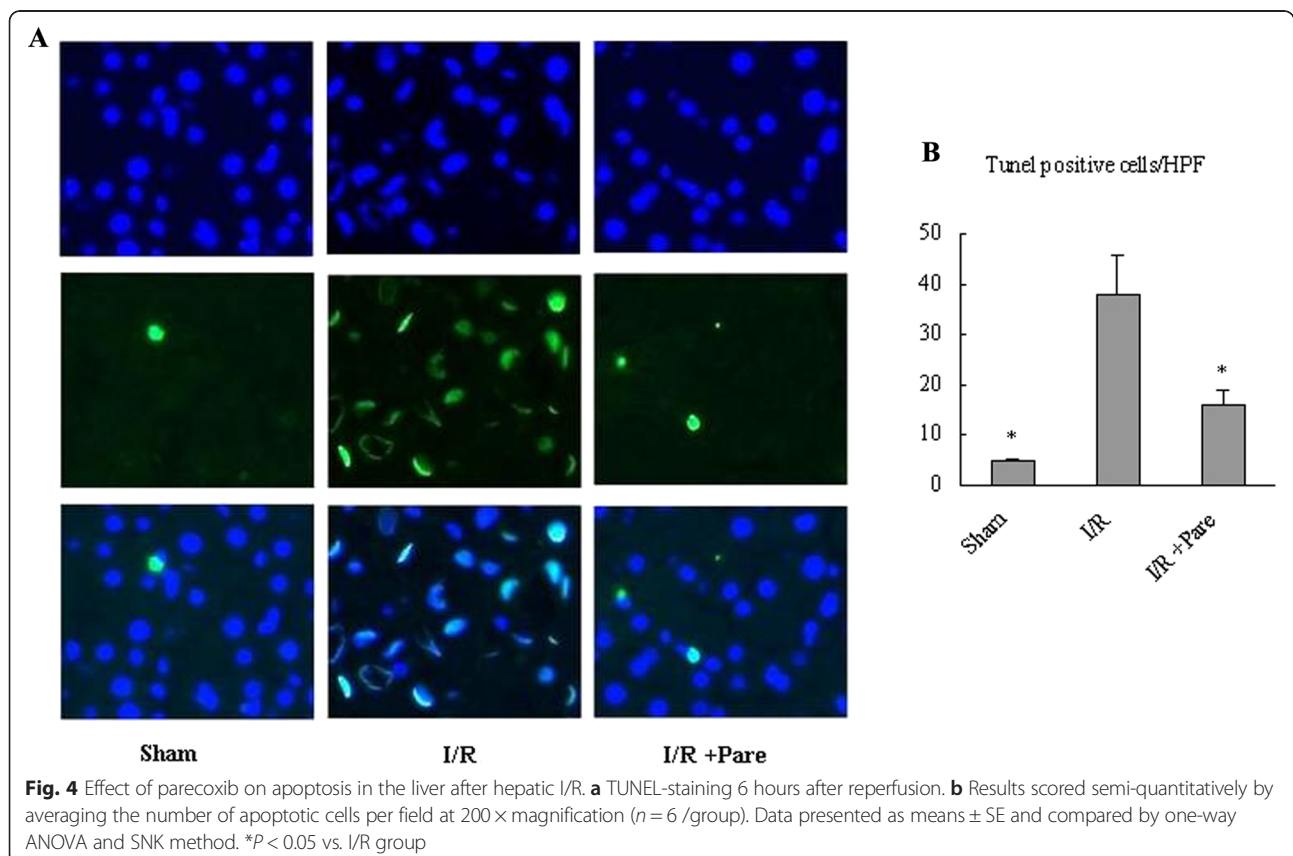 A
B
Tunel positive cells/HPF
50
40
30
20
10
0
*
*
Sham
I/R
I/R +Pare
Sham
I/R
I/R +Pare
Fig. 4 Effect of parecoxib on apoptosis in the liver after hepatic I/R. a TUNEL-staining 6 hours after reperfusion. b Results scored semi-quantitatively by
averaging the number of apoptotic cells per field at 200 × magnification (n = 6 /group). Data presented as means ± SE and compared by one-way
ANOVA and SNK method. *P < 0.05 vs. I/R group